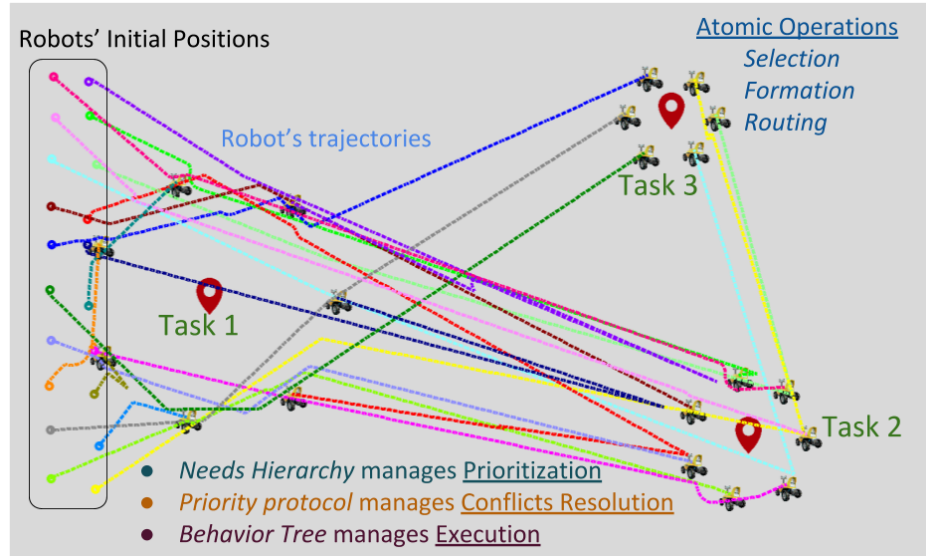 Robots' Initial Positions
Atomic Operations
Selection
Formation
Routing
Robot's trajectories
Task 3
Task 1
Task 2
Needs Hierarchy manages Prioritization
Priority protocol manages Conflicts Resolution
Behavior Tree manages Execution